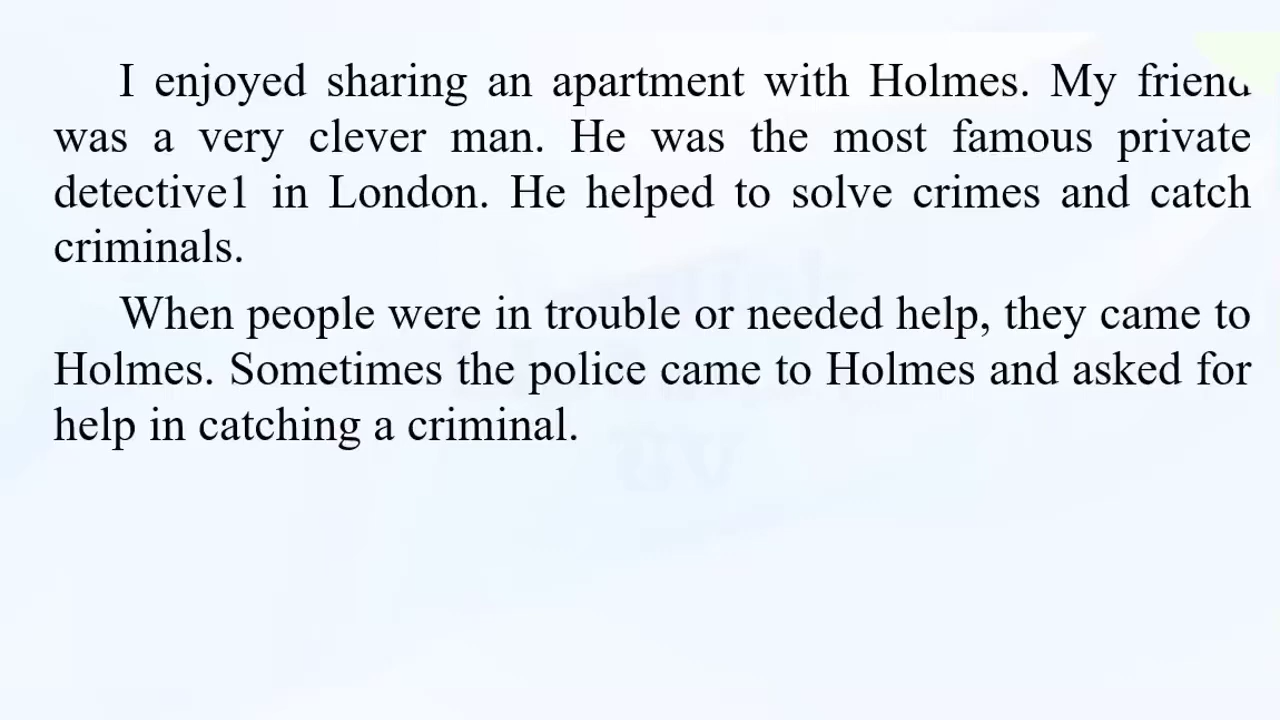 I enjoyed sharing an apartment with Holmes. My friend
was a very clever man. He was the most famous private
detective1 in London. He helped to solve crimes and catch
criminals.
When people were in trouble or needed help, they came to
Holmes. Sometimes the police came to Holmes and asked for
help in catching a criminal.